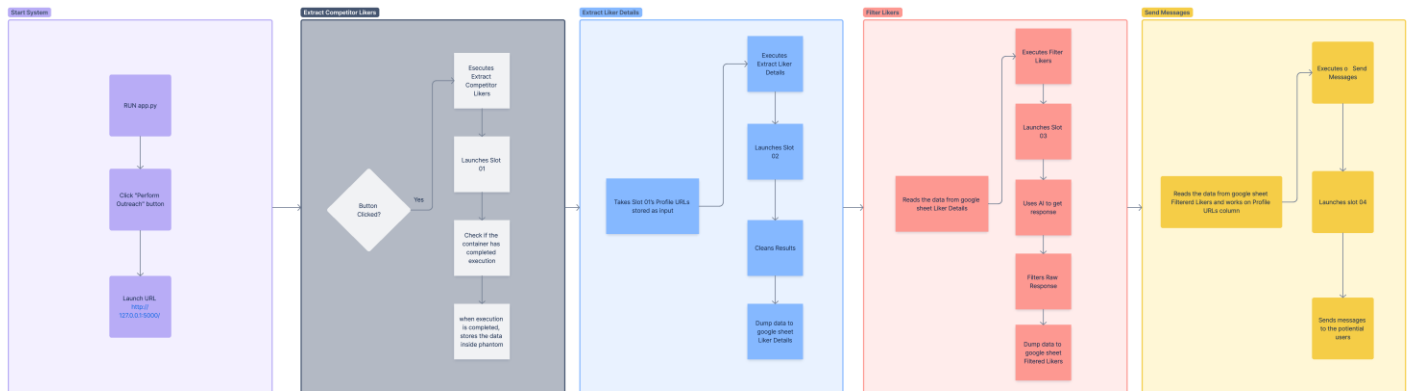 Start System
RUN app.py
Click "Perform
Outreach" button
Launch URL
http://
127.0.0.1:5000/
Extract Competitor Likers
Button
Clicked?
Yes
Esecutes
Extract
Competitor
Likers
Launches Slot
01
Check if the
container has
completed
execution
when execution
is completed,
stores the data
inside phantom
Extract Liker Details
Takes Slot 01's Profile URLs
stored as input
Executes
Extract Liker
Details
Launches Slot
02
Cleans Results
Dump data to
google sheet
Liker Details
Filter Likers
Reads the data from google
sheet Liker Details
Executes Filter
Likers
Launches Slot
03
Uses AI to get
response
Filters Raw
Response
Dump data to
google sheet
Filtered Likers
Send Messages
Reads the data from google sheet
Filtererd Likers and works on Profile
URLs column
Executes o Send
Messages
Launches slot 04
Sends messages
to the potiential
users